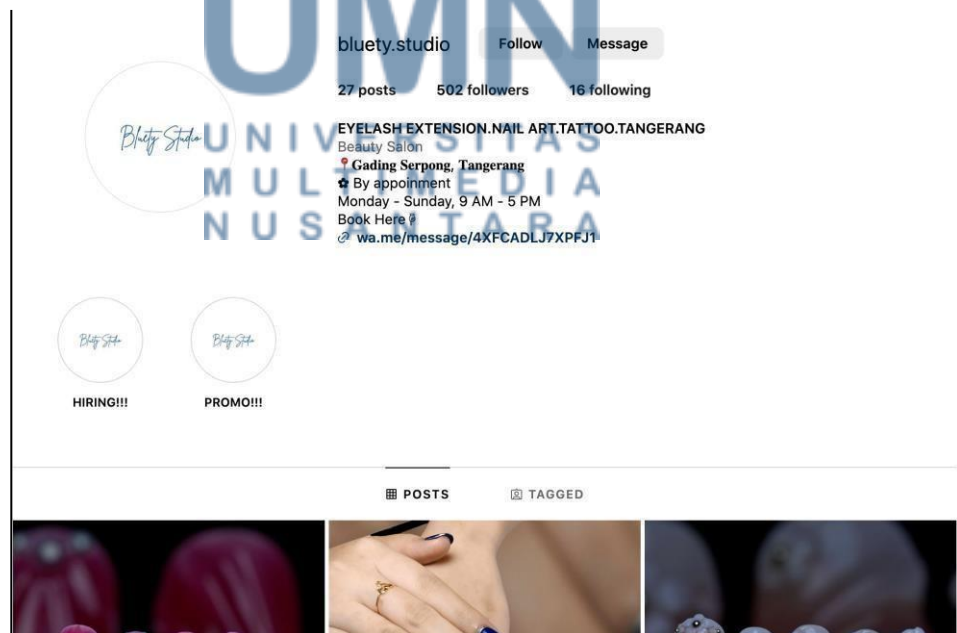 UMN
UNIVERSITAS
MULTIMEDIA
NUSANTARA
bluety.studio Follow Message
27 posts 502 followers 16 following
Bluety Studio
EYELASH EXTENSION.NAIL ART.TATTOO.TANGERANG
Beauty Salon
📍Gading Serpong, Tangerang
✿ By appoinment
Monday - Sunday, 9 AM - 5 PM
Book Here
wa.me/message/4XFCADLJ7XPFJ1
Bluety Studio Bluety Studio
HIRING!!! PROMO!!!
POSTS TAGGED